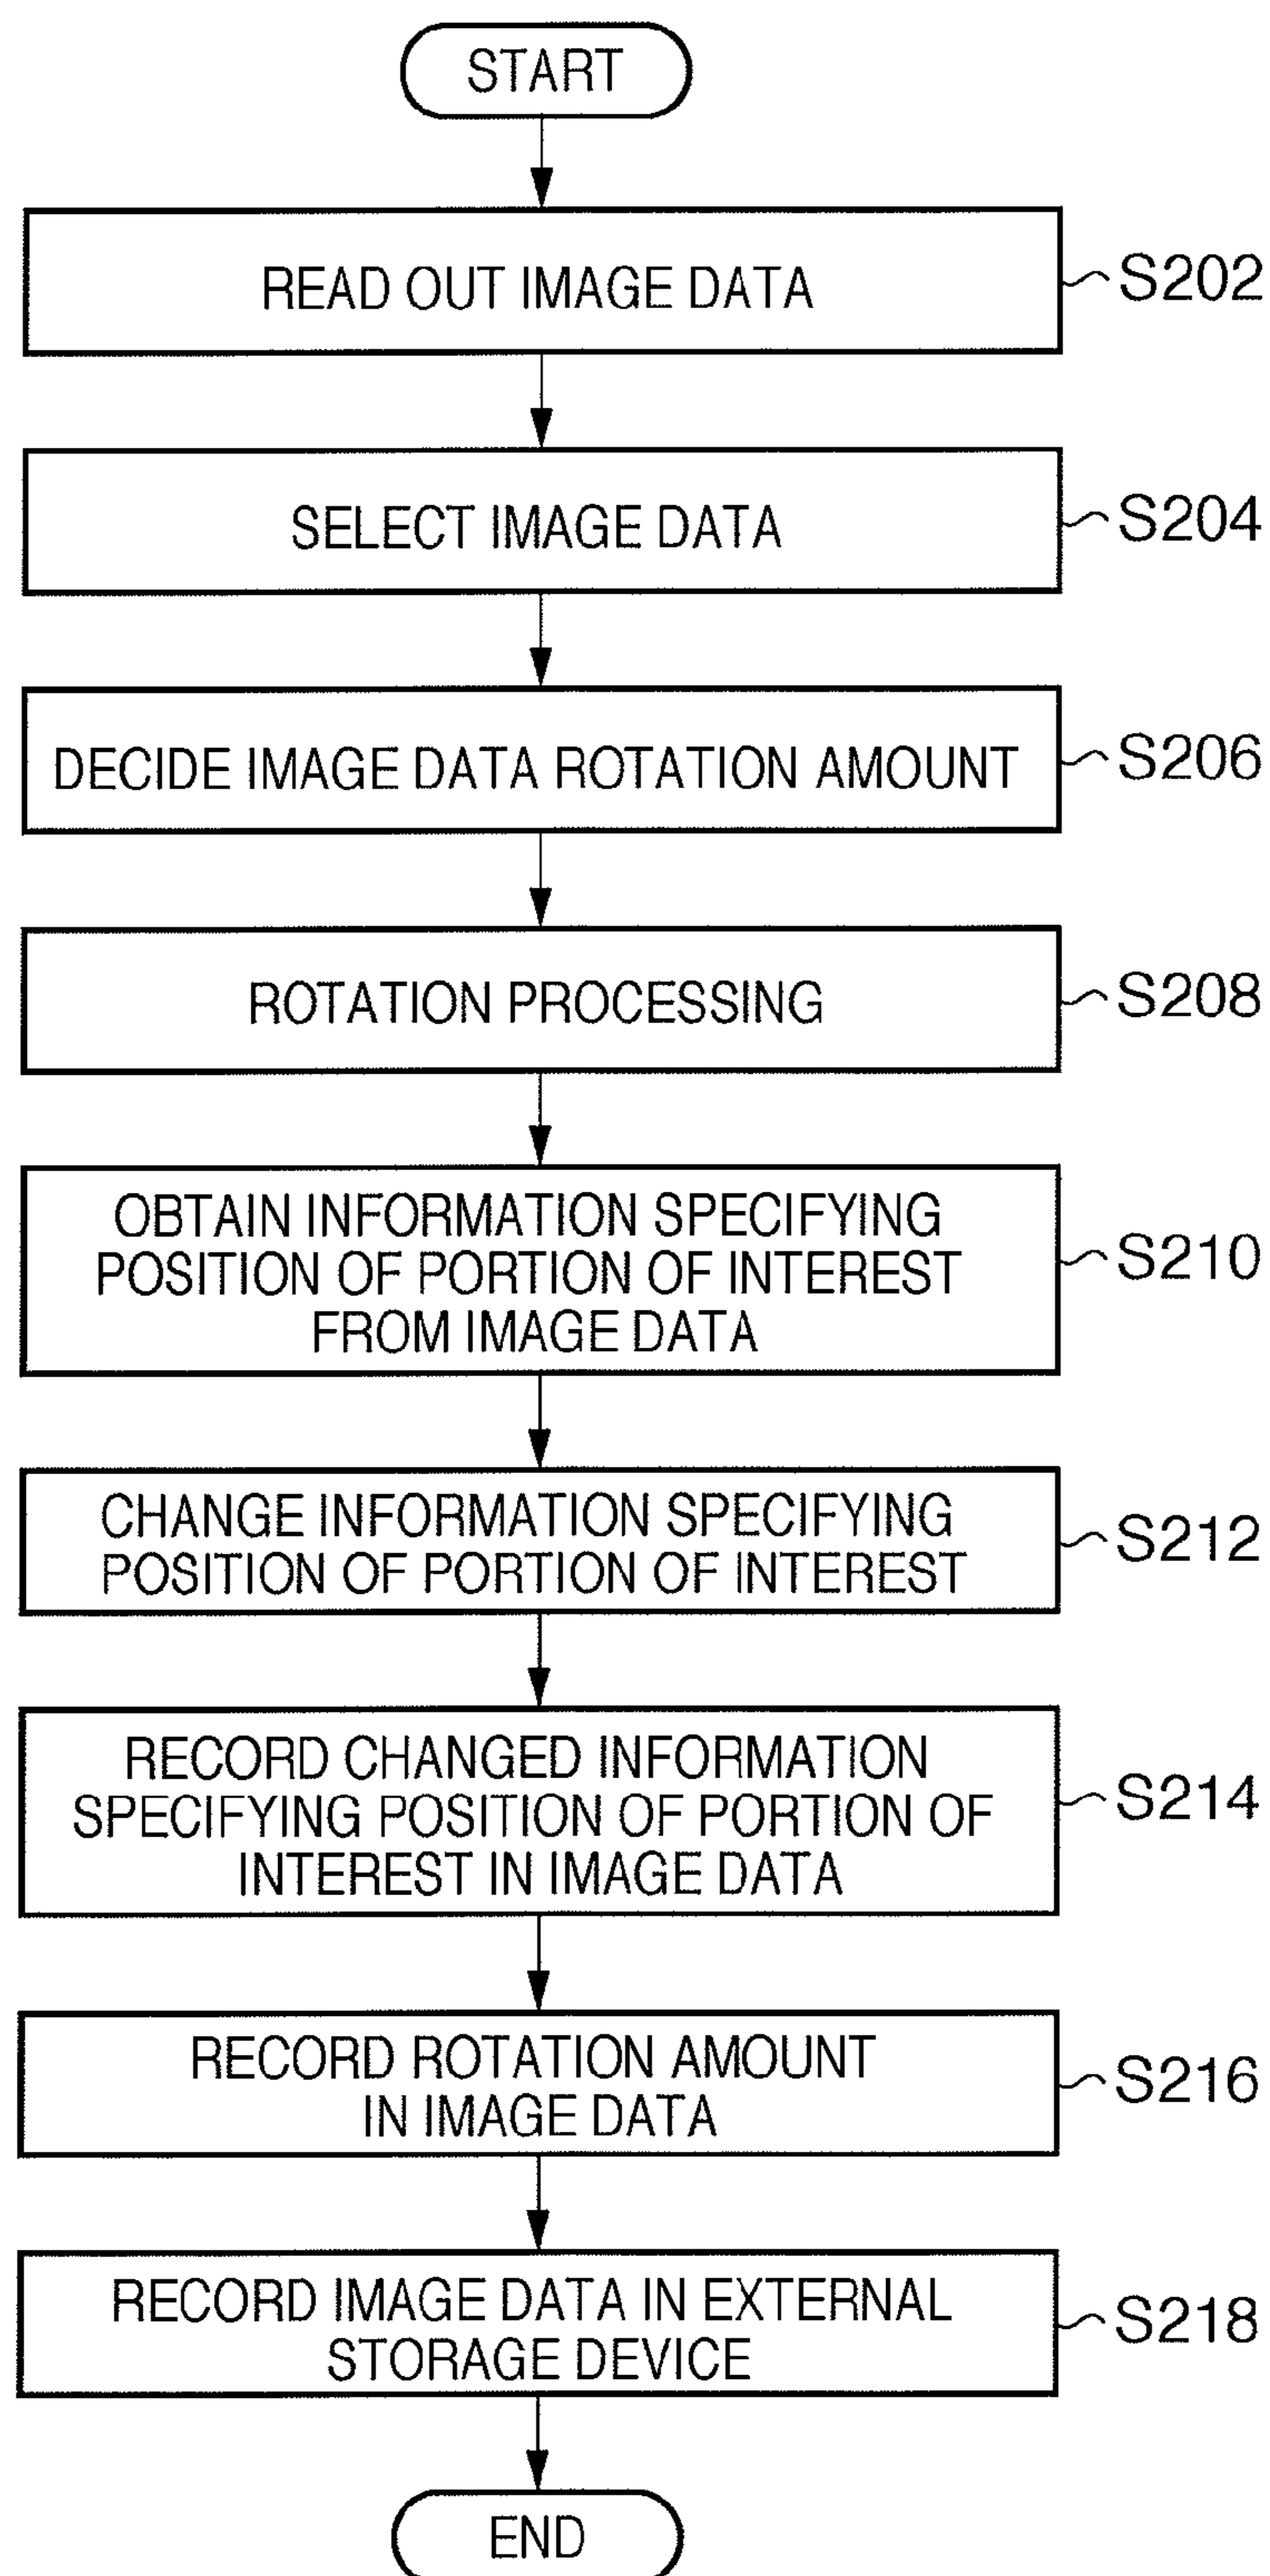 START
READ OUT IMAGE DATA
S202
SELECT IMAGE DATA
S204
DECIDE IMAGE DATA ROTATION AMOUNT
S206
ROTATION PROCESSING
S208
OBTAIN INFORMATION SPECIFYING
POSITION OF PORTION OF INTEREST
FROM IMAGE DATA
S210
CHANGE INFORMATION SPECIFYING
POSITION OF PORTION OF INTEREST
S212
RECORD CHANGED INFORMATION
SPECIFYING POSITION OF PORTION OF
INTEREST IN IMAGE DATA
S214
RECORD ROTATION AMOUNT
IN IMAGE DATA
S216
RECORD IMAGE DATA IN EXTERNAL
STORAGE DEVICE
S218
END